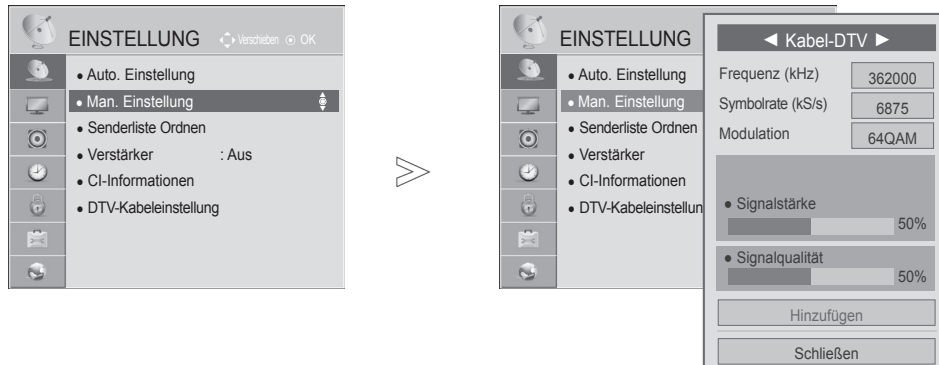 EINSTELLUNG Verschieben OK
• Auto. Einstellung
• Man. Einstellung
• Senderliste Ordnen
• Verstärker : Aus
• CI-Informationen
• DTV-Kabeleinstellung
EINSTELLUNG
• Auto. Einstellung
• Man. Einstellung
• Senderliste Ordnen
• Verstärker
• CI-Informationen
• DTV-Kabeleinstellun
◄ Kabel-DTV ►
Frequenz (kHz) 362000
Symbolrate (kS/s) 6875
Modulation 64QAM
• Signalstärke
50%
• Signalqualität
50%
Hinzufügen
Schließen